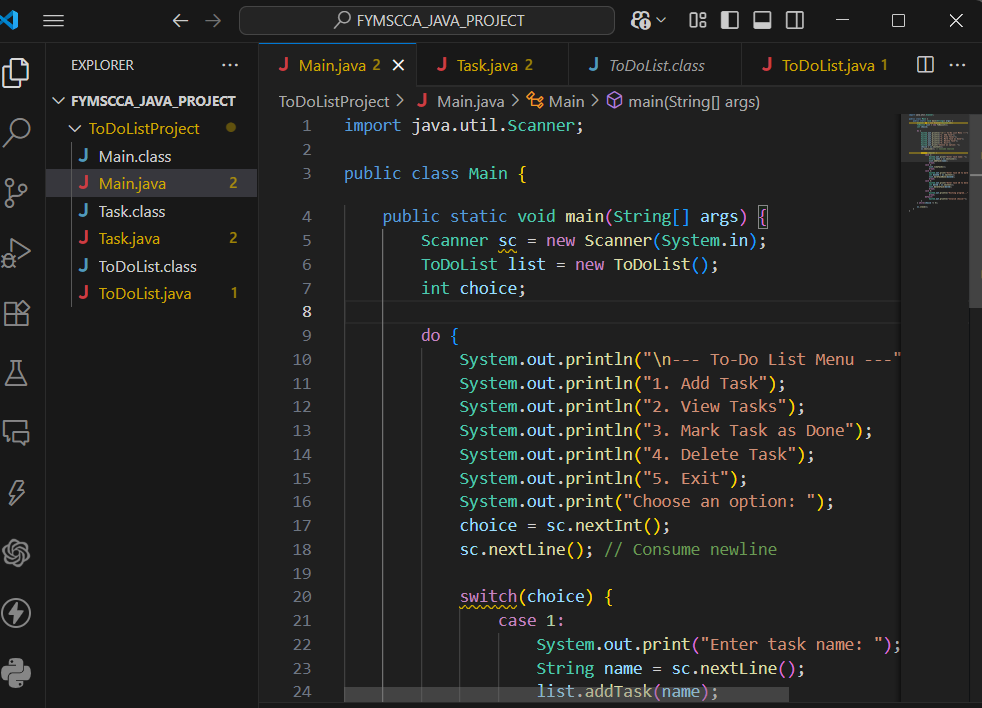 FYMSCCA_JAVA_PROJECT
EXPLORER
FYMSCCA_JAVA_PROJECT
ToDoListProject
J Main.class
J Main.java 2
J Task.class
J Task.java 2
J ToDoList.class
J ToDoList.java 1
J Main.java 2
J Task.java 2
J ToDoList.class
J ToDoList.java 1
ToDoListProject > J Main.java > Main > main(String[] args)
1 import java.util.Scanner;
2
3 public class Main {
4 public static void main(String[] args) {
5 Scanner sc = new Scanner(System.in);
6 ToDoList list = new ToDoList();
7 int choice;
8
9 do {
10 System.out.println("\n--- To-Do List Menu ---"
11 System.out.println("1. Add Task");
12 System.out.println("2. View Tasks");
13 System.out.println("3. Mark Task as Done");
14 System.out.println("4. Delete Task");
15 System.out.println("5. Exit");
16 System.out.print("Choose an option: ");
17 choice = sc.nextInt();
18 sc.nextLine(); // Consume newline
19
20 switch(choice) {
21 case 1:
22 System.out.print("Enter task name: ");
23 String name = sc.nextLine();
24 list.addTask(name);